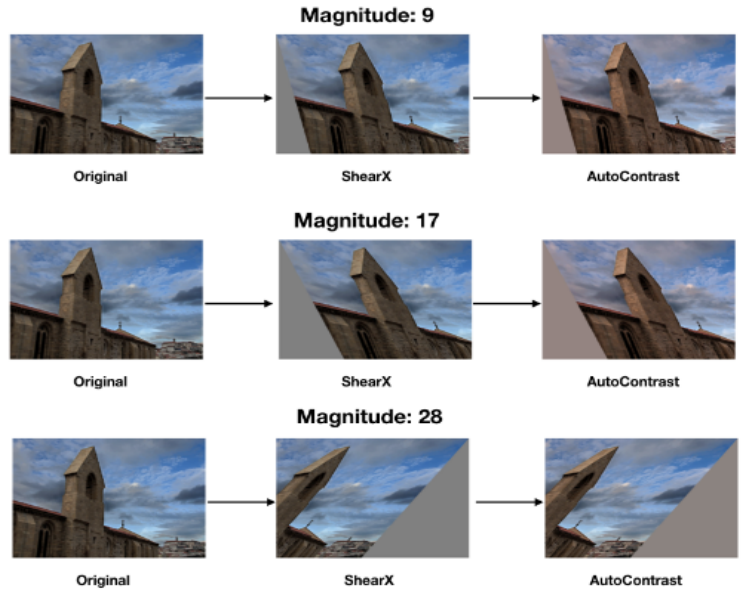 Magnitude: 9
Original
ShearX
AutoContrast
Magnitude: 17
Original
ShearX
AutoContrast
Magnitude: 28
Original
ShearX
AutoContrast